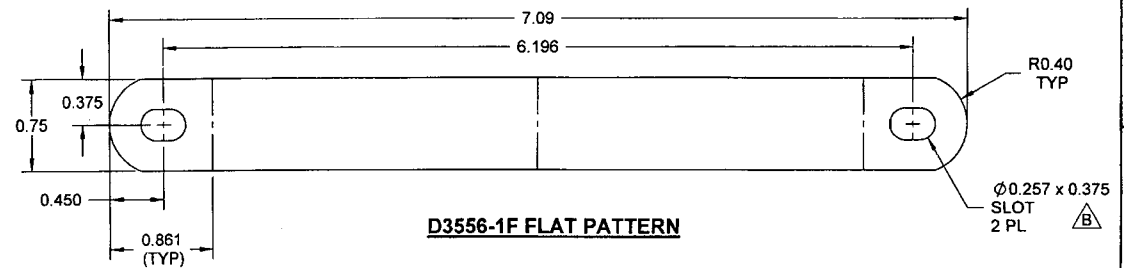 7.09
6.196
R0.40
TYP
0.375
0.75
0.450
0.861
(TYP)
Ø0.257 x 0.375
SLOT
2 PL
B
D3556-1F FLAT PATTERN